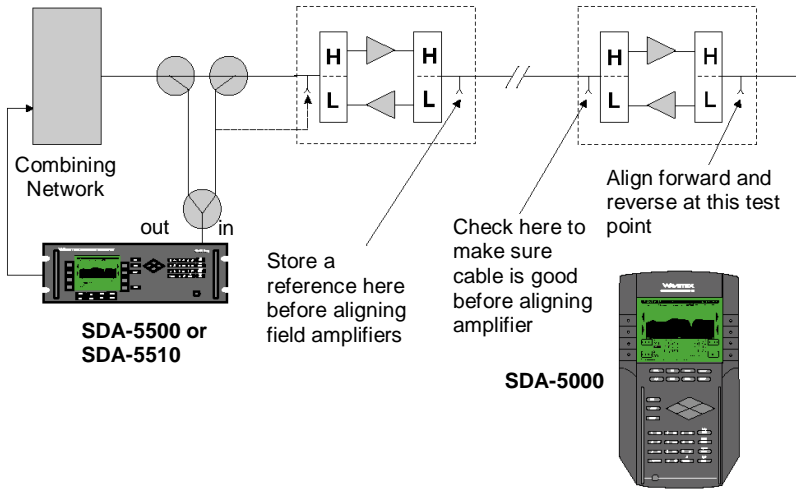 H
H
L
L
H
H
L
L
Combining
Network
out
in
SDA-5500 or
SDA-5510
Store a
reference here
before aligning
field amplifiers
Check here to
make sure
cable is good
before aligning
amplifier
Align forward and
reverse at this test
point
WAVETEK
SDA-5000